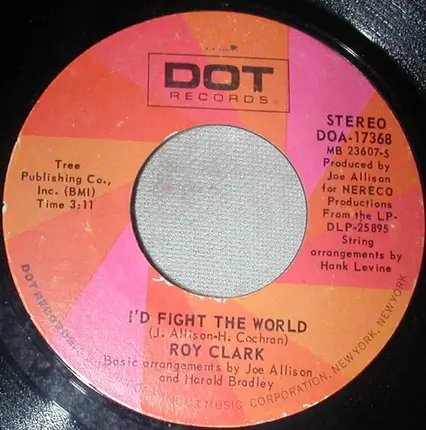 DOT
RECORDS
STEREO
DOA-17368
MB 23607-S
Produced by
Joe Allison
for NERECO
Productions
From the LP-
DLP-25895
String
arrangements by
Hank Levine
Tree
Publishing Co.,
Inc. (BMI)
Time 3:11
I'D FIGHT THE WORLD
(J. Allison-H. Cochran)
ROY CLARK
Basic arrangements by Joe Allison
and Harold Bradley
DOT RECORDS, MUSIC CORPORATION, NEW YORK, NEW YORK